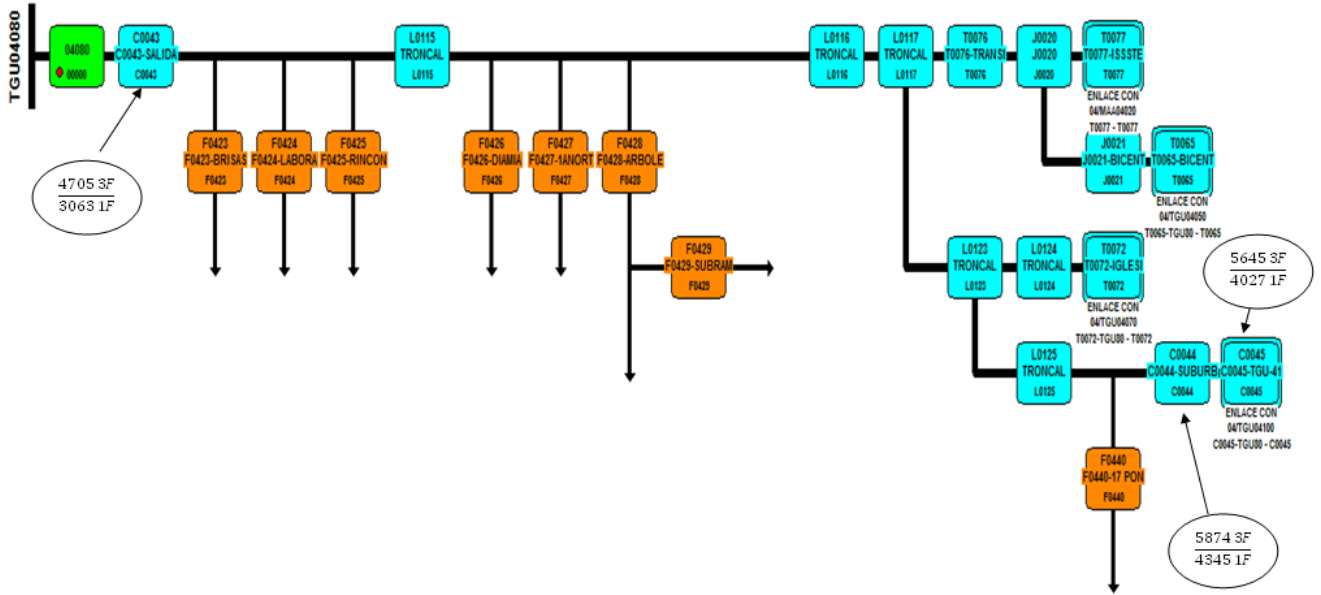 TGU04080
04080
00000
C0043
C0043-SALIDA
C0043
L0115
TRONCAL
L0115
L0116
TRONCAL
L0116
L0117
TRONCAL
L0117
T0076
T0076-TRANSI
T0076
J0020
J0020
J0020
T0077
T0077-ISSSTE
T0077
ENLACE CON
04/MAA04020
T0077 - T0077
F0423
F0423-BRISAS
F0423
F0424
F0424-LABORA
F0424
F0425
F0425-RINCON
F0425
F0426
F0426-DIAMIA
F0426
F0427
F0427-1ANORT
F0427
F0428
F0428-ARBOLE
F0428
J0021
J0021-BICENT
J0021
T0065
T0065-BICENT
T0065
ENLACE CON
04/TGU04050
T0065-TGU80 - T0065
4705 3F
3063 1F
F0429
F0429-SUBRAM
F0429
L0123
TRONCAL
L0123
L0124
TRONCAL
L0124
T0072
T0072-IGLESI
T0072
ENLACE CON
04/TGU04070
T0072-TGU80 - T0072
5645 3F
4027 1F
L0125
TRONCAL
L0125
C0044
C0044-SUBURB
C0044
C0045
C0045-TGU-41
C0045
ENLACE CON
04/TGU04100
C0045-TGU80 - C0045
F0440
F0440-17 PON
F0440
5874 3F
4345 1F